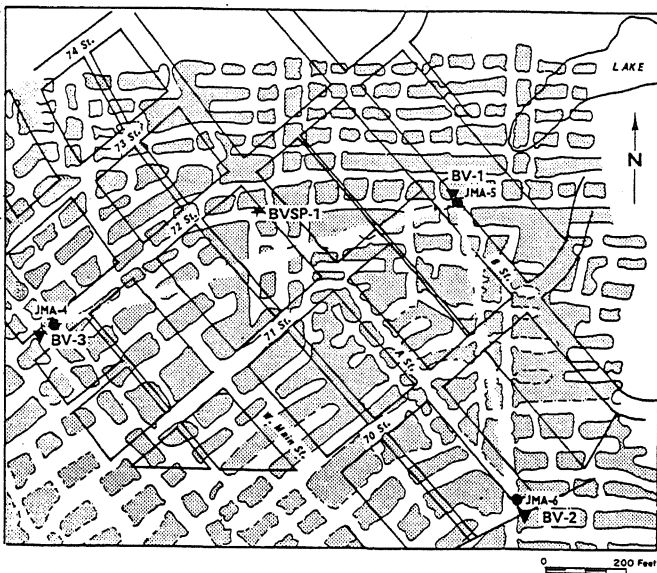 74 St.
LAKE
73 St.
N
BV-1
JMA-5
72 St.
BVSP-1
B St.
JMA-4
BV-3
71 St.
A St.
W. Main St.
70 St.
JMA-6
BV-2
0 200 Feet